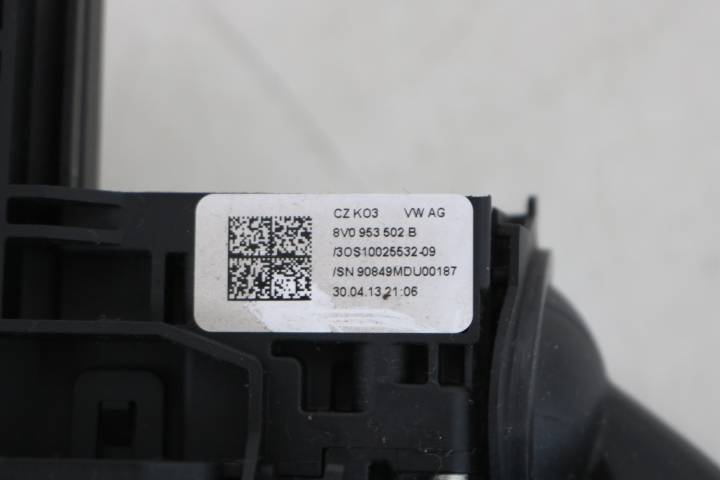 CZ KO3 VW AG
8V0 953 502 B
/3OS10025532-09
/SN 90849MDU00187
30.04.13 21:06